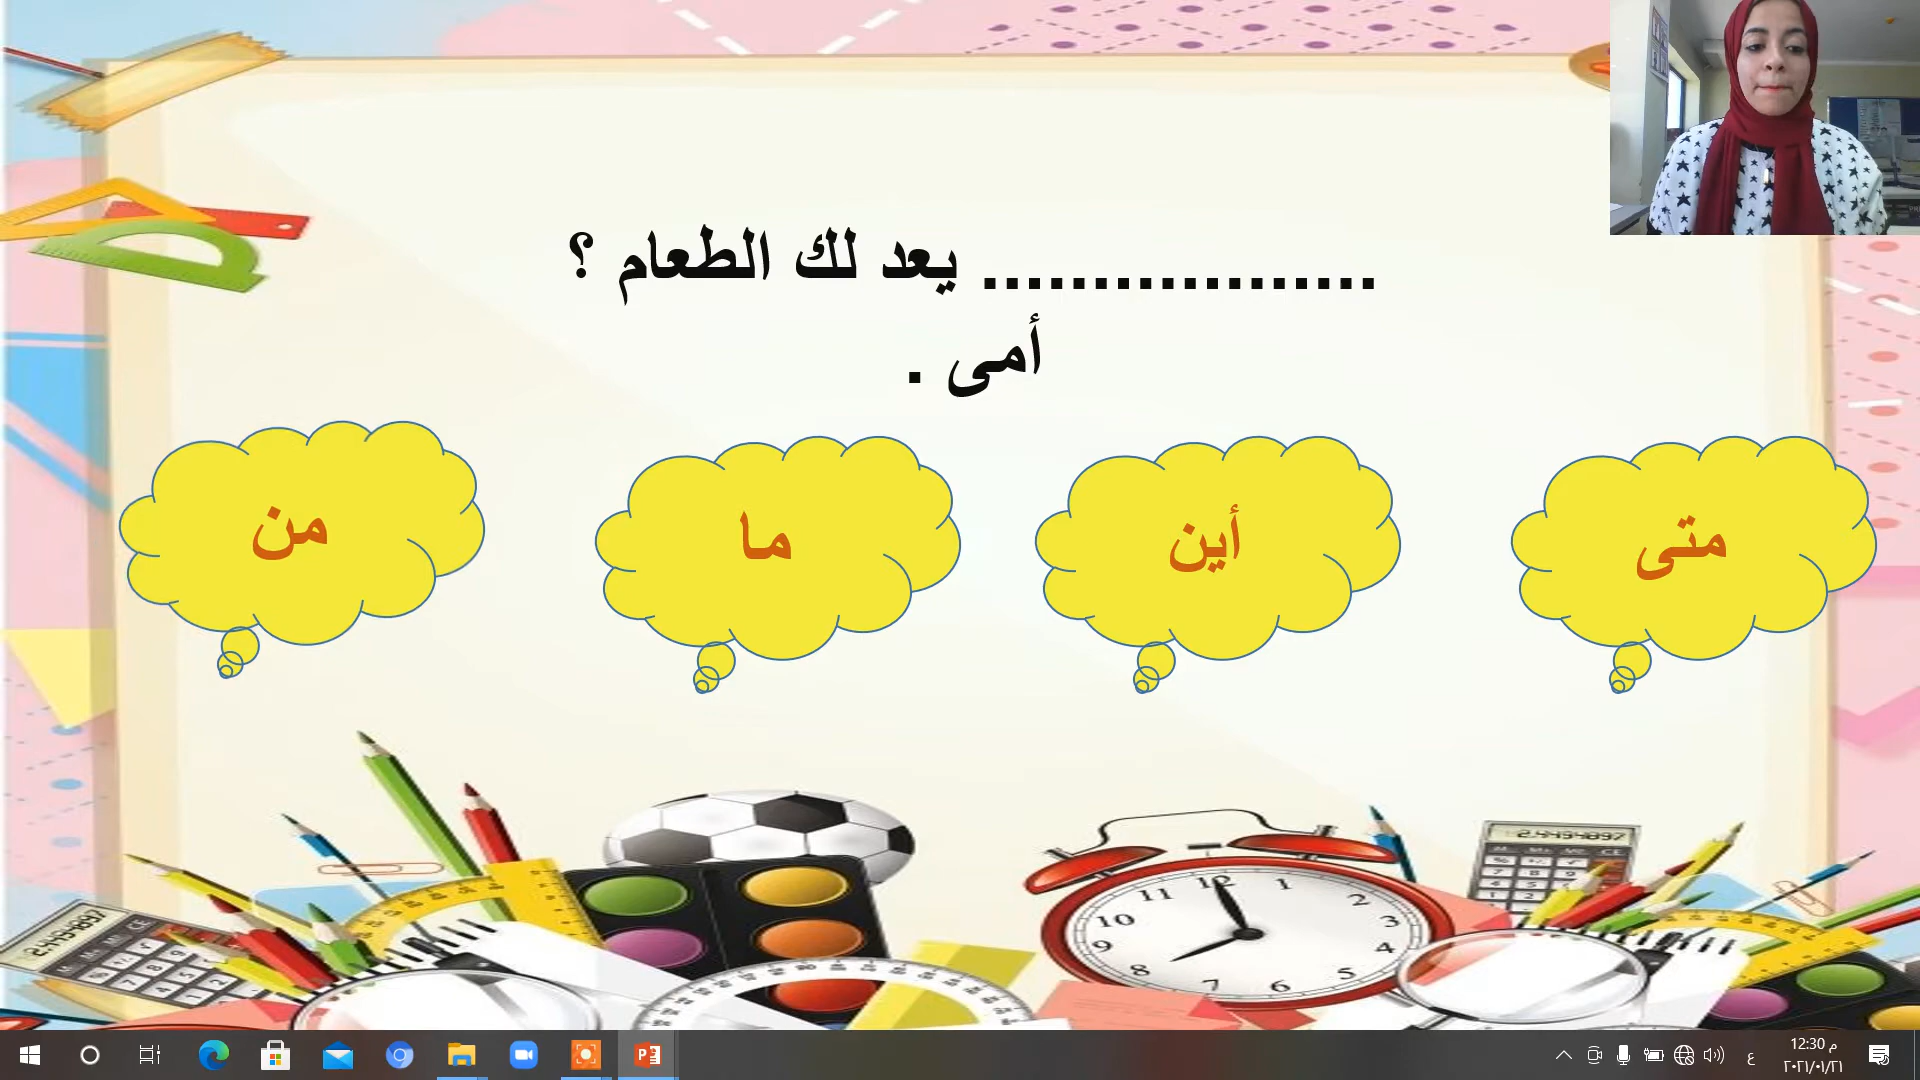 .................. يعد لك الطعام ؟
أمى .
متى
أين
ما
من
12:30 م
٢٠٢١/٠١/٢١
ع